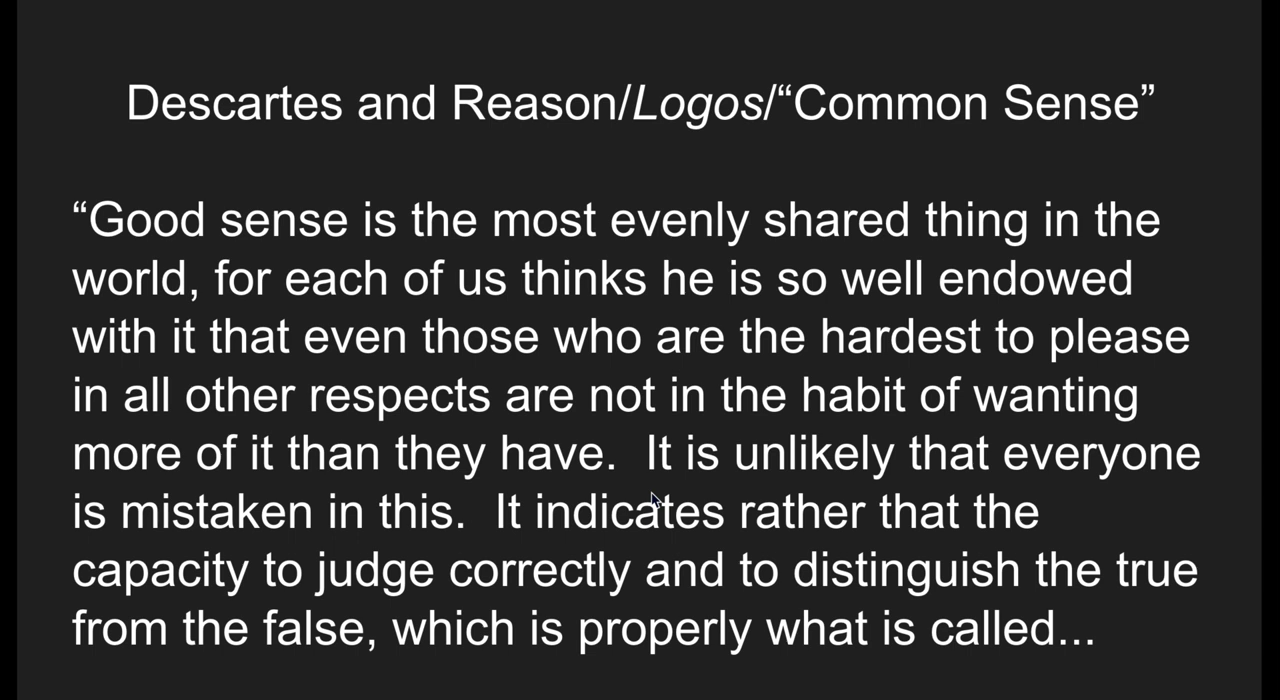 Descartes and Reason/Logos/“Common Sense”
“Good sense is the most evenly shared thing in the
world, for each of us thinks he is so well endowed
with it that even those who are the hardest to please
in all other respects are not in the habit of wanting
more of it than they have.  It is unlikely that everyone
is mistaken in this.  It indicates rather that the
capacity to judge correctly and to distinguish the true
from the false, which is properly what is called...